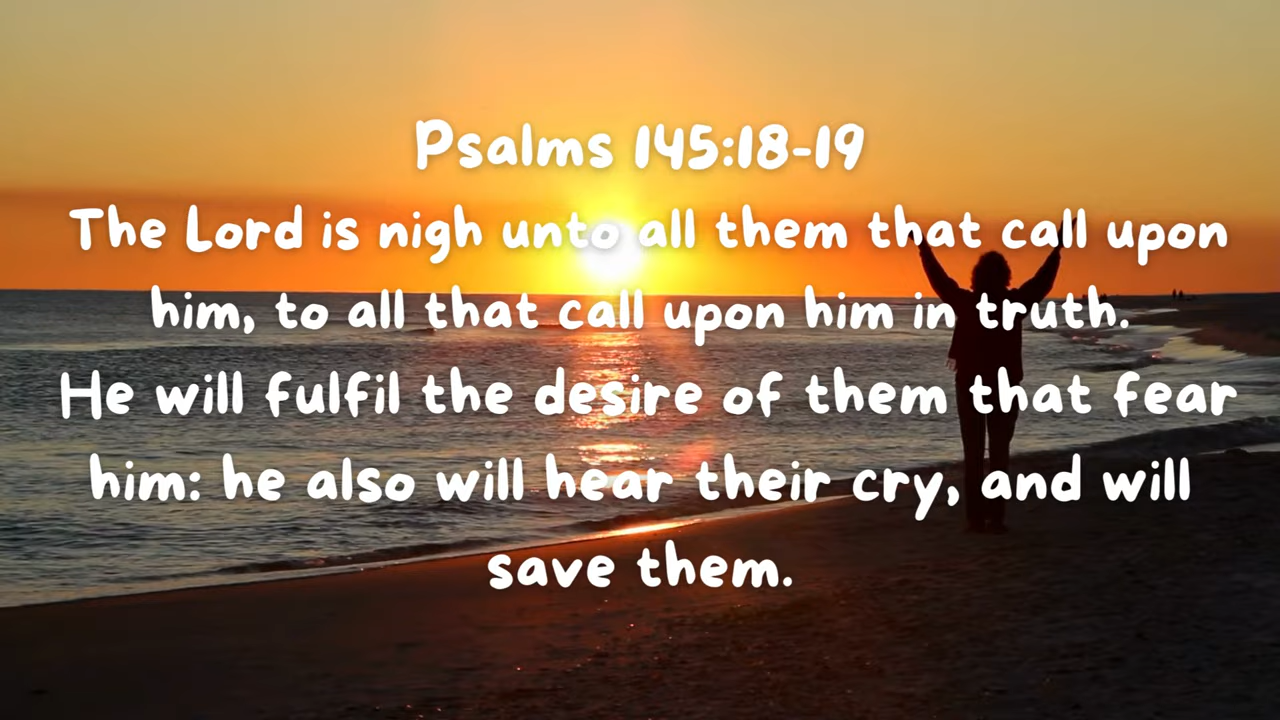 Psalms 145:18-19
The Lord is nigh unto all them that call upon
him, to all that call upon him in truth.
He will fulfil the desire of them that fear
him: he also will hear their cry, and will
save them.